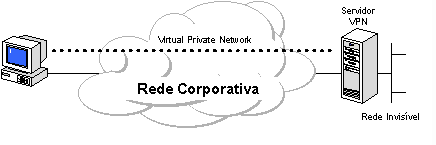 Servidor
VPN
Virtual Private Network
Rede Corporativa
Rede Invisível